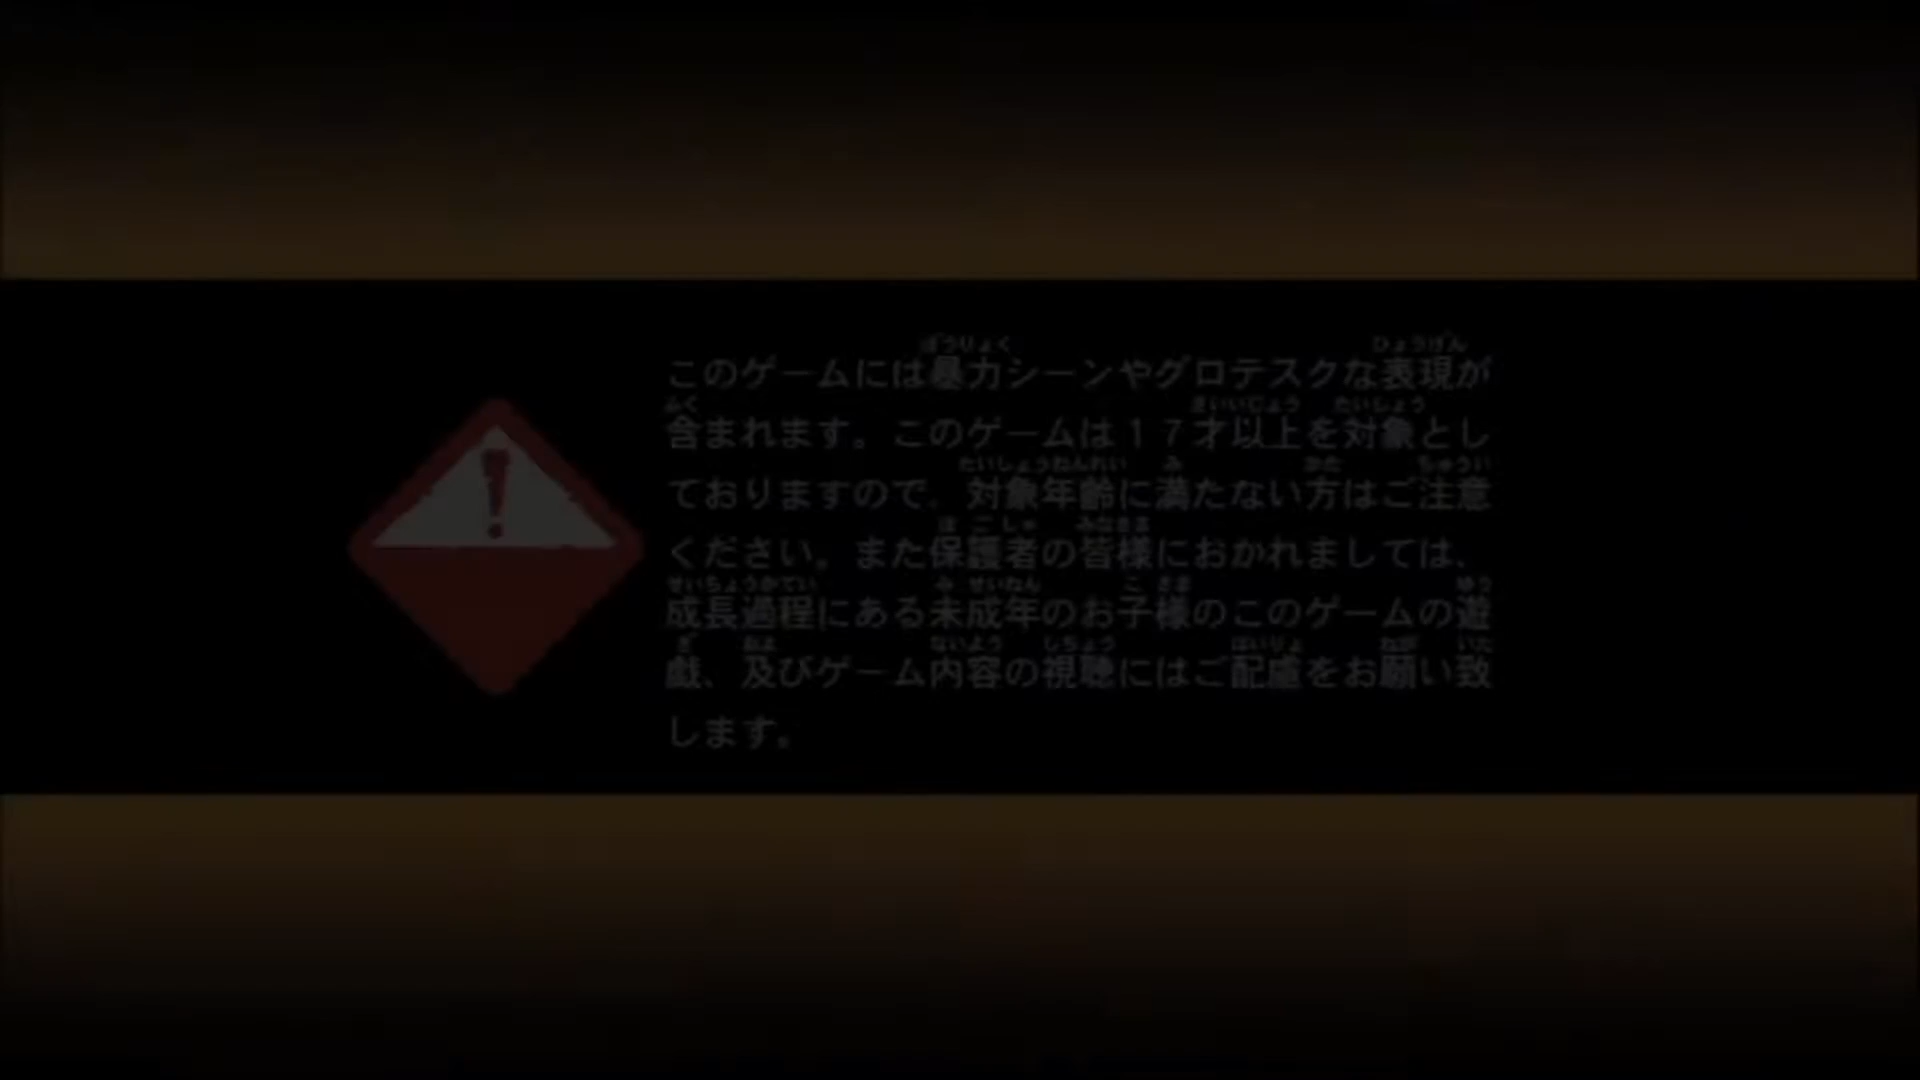 このゲームには暴力シーンやグロテスクな表現が
含まれます。このゲームは１７才以上を対象とし
ておりますので、対象年齢に満たない方はご注意
ください。また保護者の皆様におかれましては、
成長過程にある未成年のお子様のこのゲームの遊
戯、及びゲーム内容の視聴にはご配慮をお願い致
します。